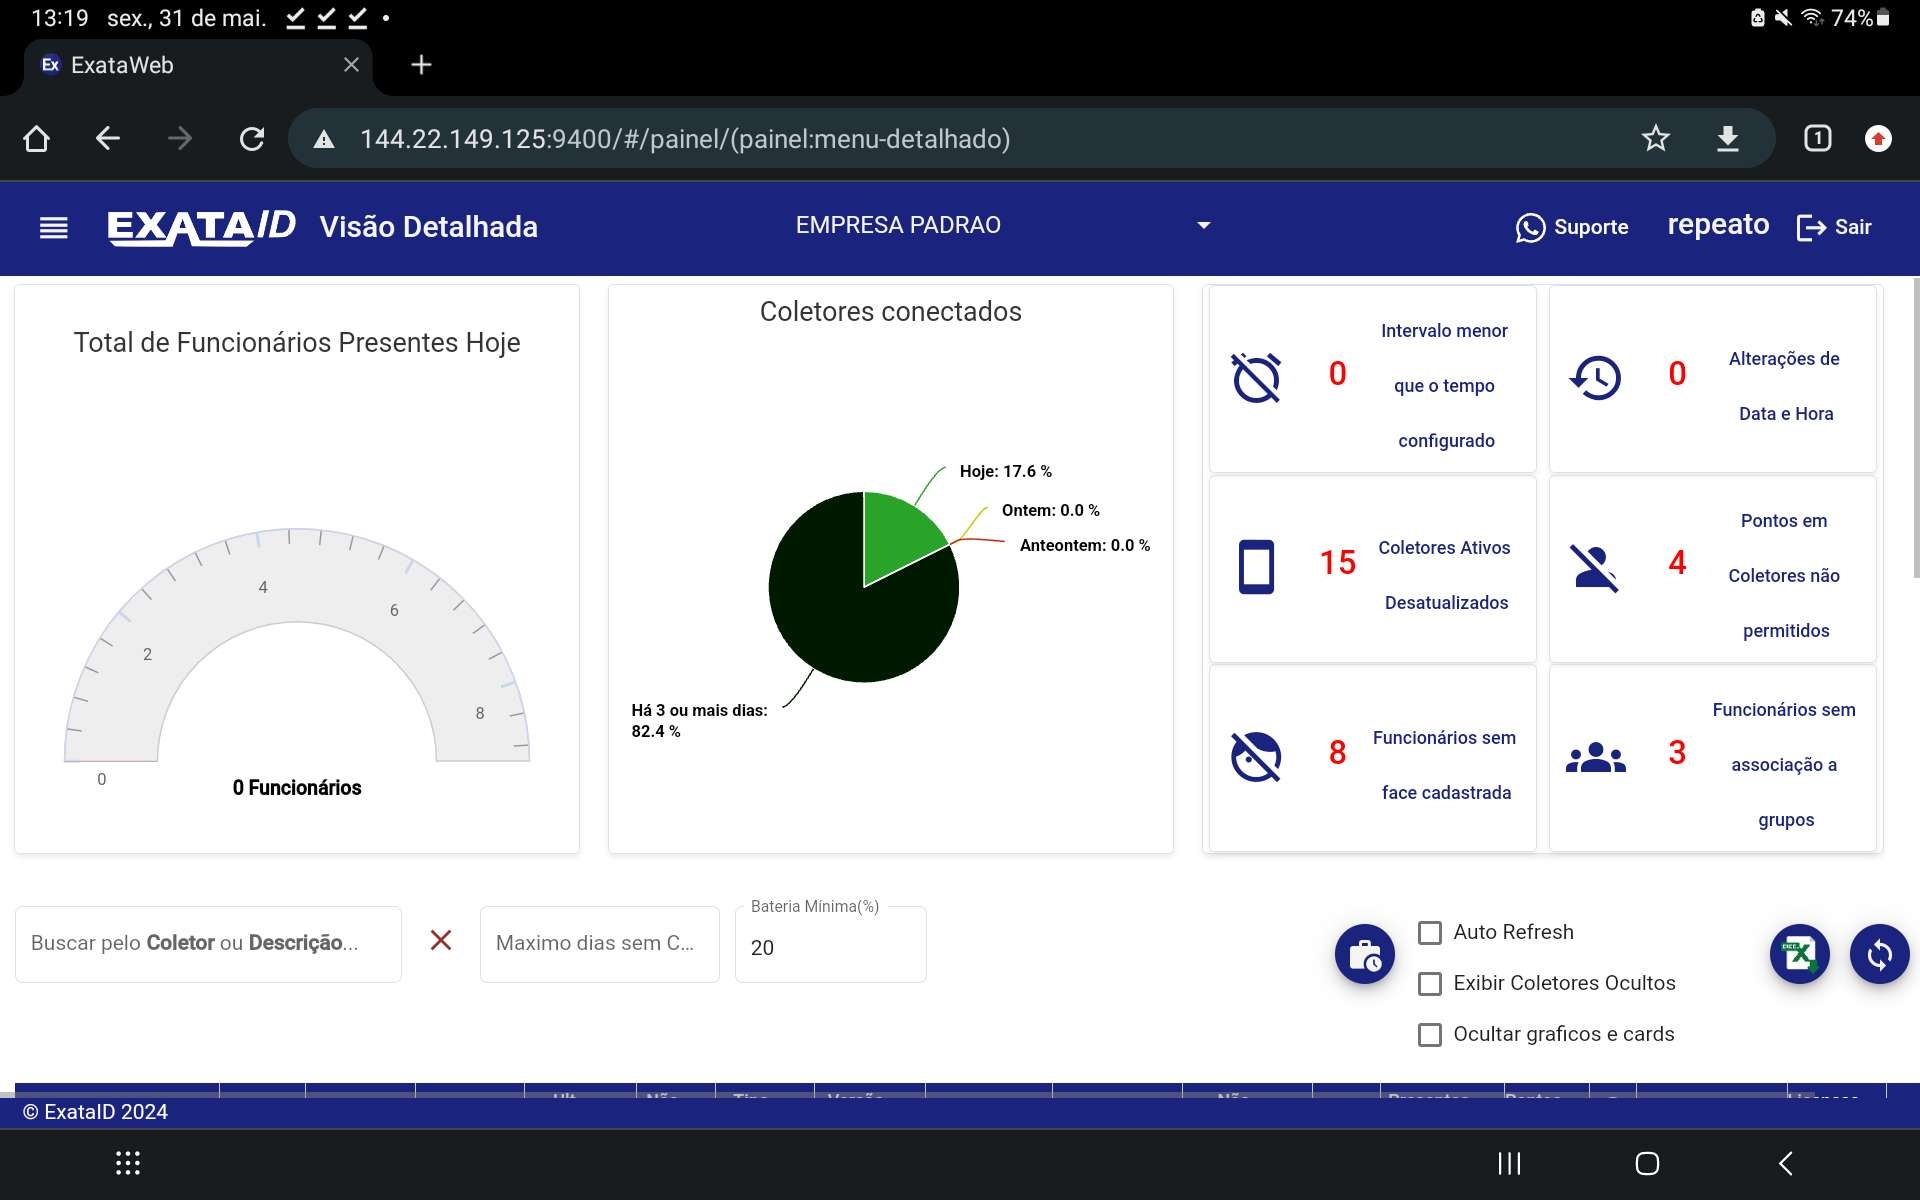 13:19 sex., 31 de mai.
74%
Ex ExataWeb
144.22.149.125:9400/#/painel/(painel:menu-detalhado)
1
EXATAID Visão Detalhada
EMPRESA PADRAO
Suporte
repeato
Sair
Total de Funcionários Presentes Hoje
0
2
4
6
8
0 Funcionários
Coletores conectados
Hoje: 17.6 %
Ontem: 0.0 %
Anteontem: 0.0 %
Há 3 ou mais dias:
82.4 %
0
Intervalo menor
que o tempo
configurado
0
Alterações de
Data e Hora
15
Coletores Ativos
Desatualizados
4
Pontos em
Coletores não
permitidos
8
Funcionários sem
face cadastrada
3
Funcionários sem
associação a
grupos
Buscar pelo Coletor ou Descrição...
Maximo dias sem C...
Bateria Mínima(%)
20
Auto Refresh
Exibir Coletores Ocultos
Ocultar graficos e cards
© ExataID 2024